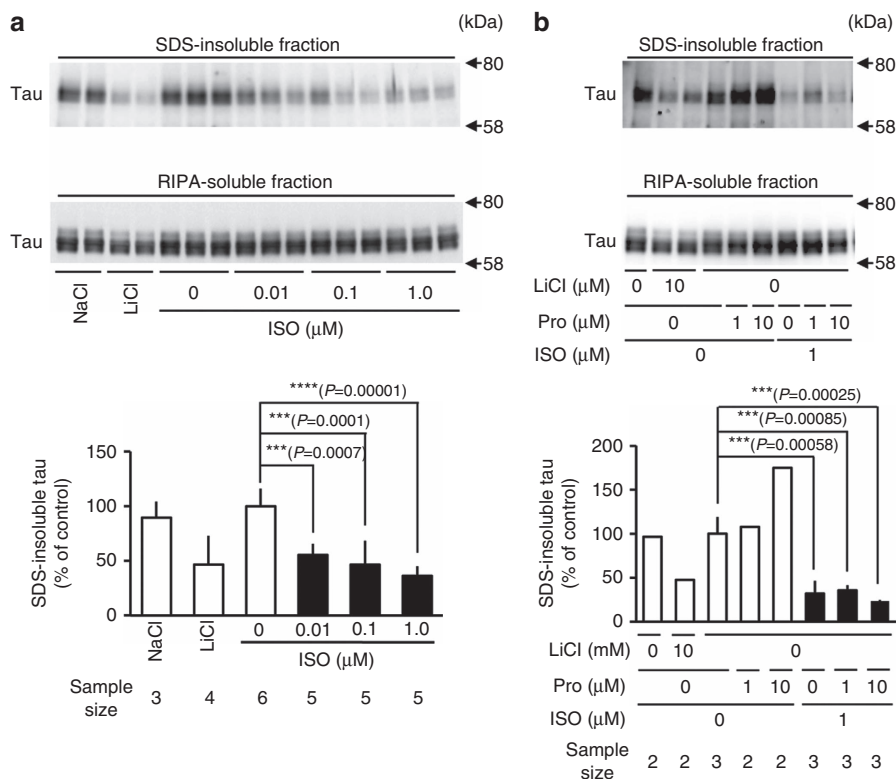 a
(kDa)
SDS-insoluble fraction
80
Tau
58
RIPA-soluble fraction
80
Tau
58
NaCl LiCl 0 0.01 0.1 1.0
ISO (μM)
****(P=0.00001)
***(P=0.0001)
***(P=0.0007)
150
100
50
0
SDS-insoluble tau
(% of control)
NaCl LiCl 0 0.01 0.1 1.0
ISO (μM)
Sample
size
3 4 6 5 5 5
b
(kDa)
SDS-insoluble fraction
80
Tau
58
RIPA-soluble fraction
80
Tau
58
LiCl (μM) 0 10 0
Pro (μM) 0 1 10 0 1 10
ISO (μM) 0 1
***(P=0.00025)
***(P=0.00085)
***(P=0.00058)
200
150
100
50
0
SDS-insoluble tau
(% of control)
LiCl (mM) 0 10 0
Pro (μM) 0 1 10 0 1 10
ISO (μM) 0 1
Sample
size
2 2 3 2 2 3 3 3